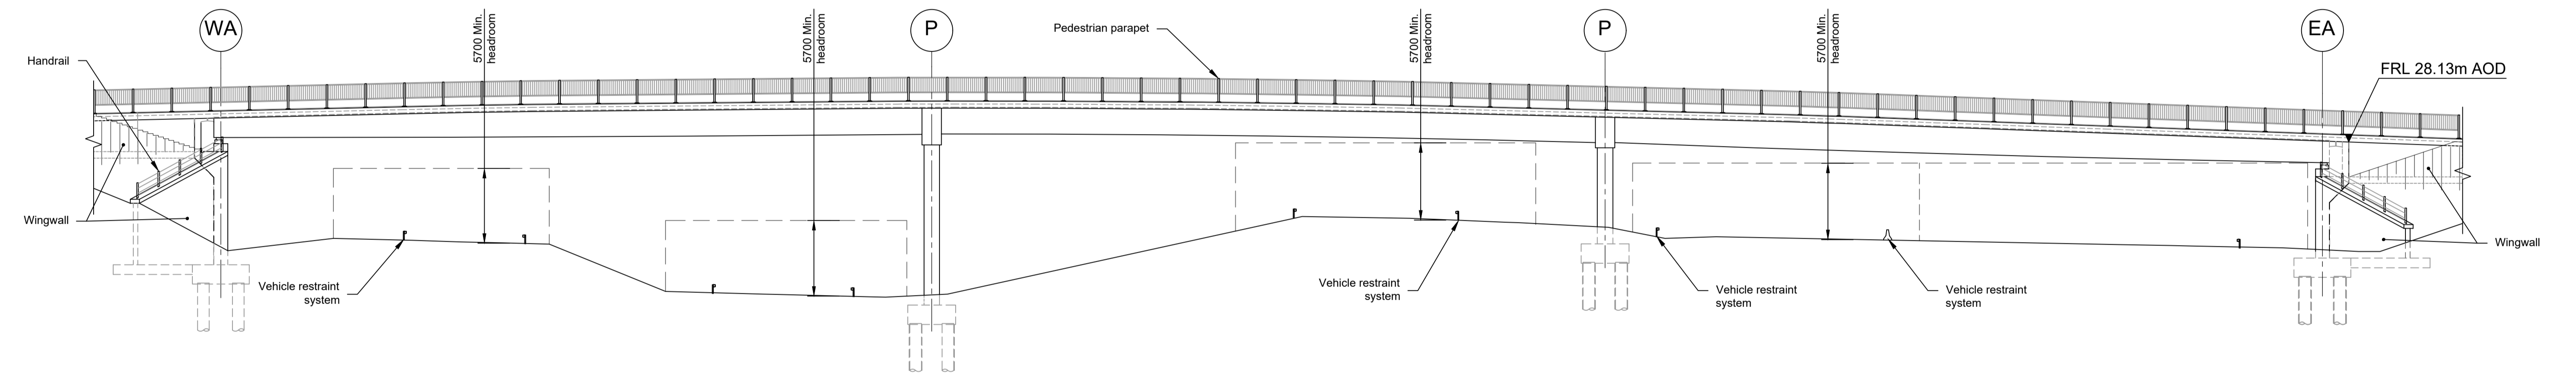 WA
5700 Min.
headroom
5700 Min.
headroom
P
Pedestrian parapet
5700 Min.
headroom
P
5700 Min.
headroom
EA
Handrail
FRL 28.13m AOD
Wingwall
Wingwall
Vehicle restraint
system
Vehicle restraint
system
Vehicle restraint
system
Vehicle restraint
system